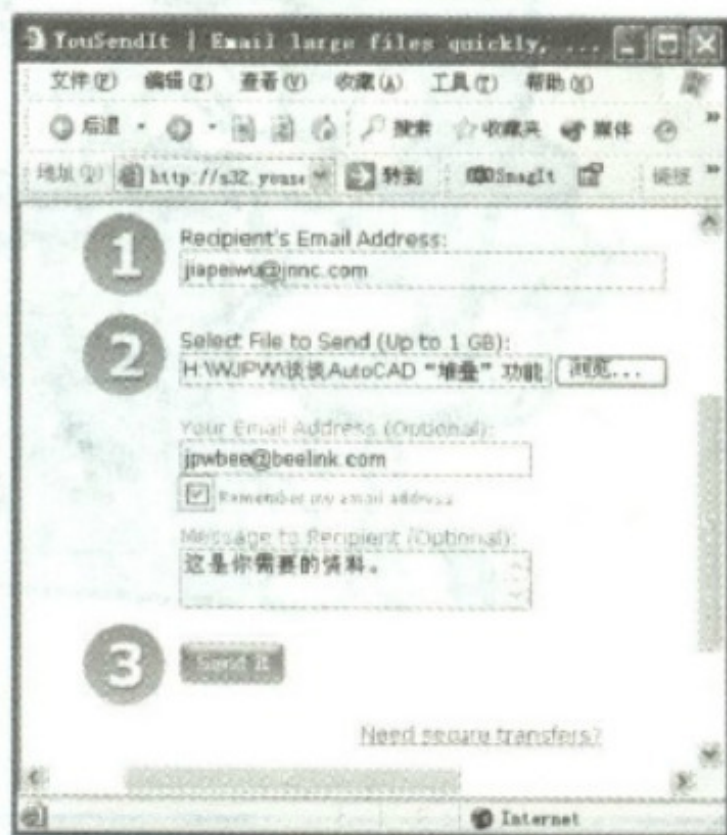 YouSendIt | Email large files quickly, ...
文件(F) 编辑(E) 查看(V) 收藏(A) 工具(T) 帮助(H)
后退 搜索 收藏夹 媒体 »
地址(D) 转到 SnagIt 链接 »
1 Recipient's Email Address:
jiapeiwu@jnnc.com
2 Select File to Send (Up to 1 GB):
H:\WJPW\谈谈AutoCAD“堆叠”功能 浏览...
Your Email Address (Optional):
jpwbee@beelink.com
Remember my email address
Message to Recipient (Optional):
这是你需要的资料。
3 Send It
Need secure transfers?
Internet